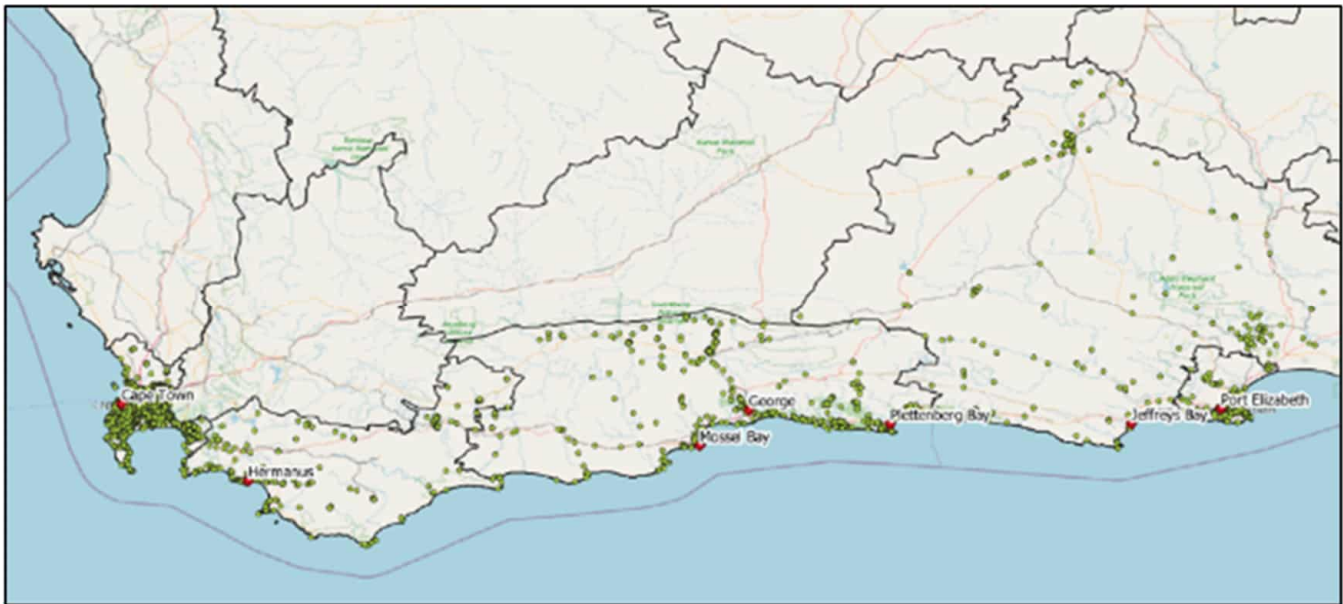 Cape Town
George
Port Elizabeth
Plettenberg Bay
Jeffreys Bay
Mossel Bay
Hermanus